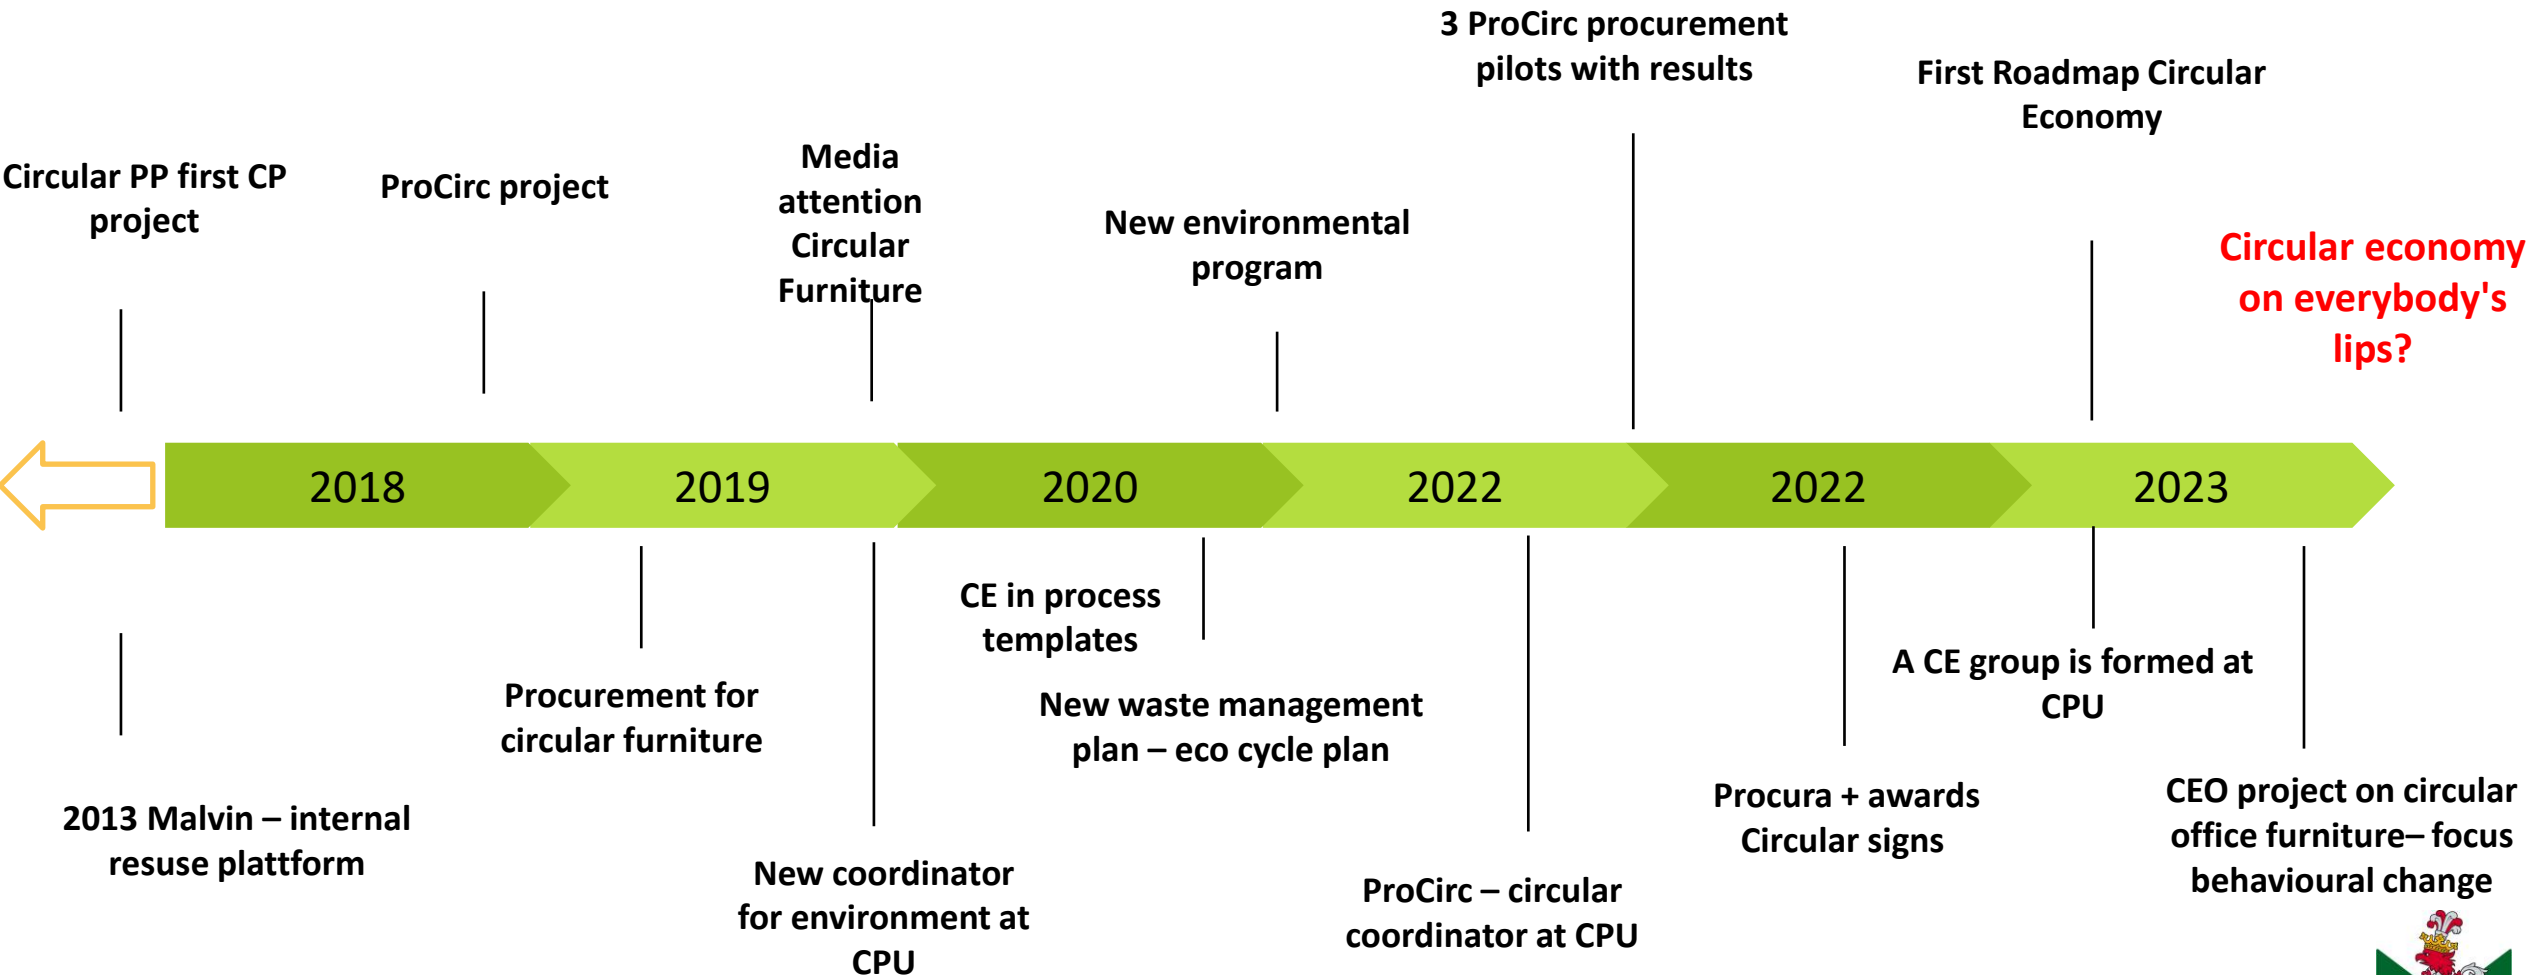 3 ProCirc procurement
pilots with results
First Roadmap Circular
Economy
Circular PP first CP
project
ProCirc project
Media
attention
Circular
Furniture
New environmental
program
Circular economy
on everybody's
lips?
2018
2019
2020
2022
2022
2023
2013 Malvin – internal
resuse plattform
Procurement for
circular furniture
New coordinator
for environment at
CPU
CE in process
templates
New waste management
plan – eco cycle plan
ProCirc – circular
coordinator at CPU
Procura + awards
Circular signs
A CE group is formed at
CPU
CEO project on circular
office furniture– focus
behavioural change